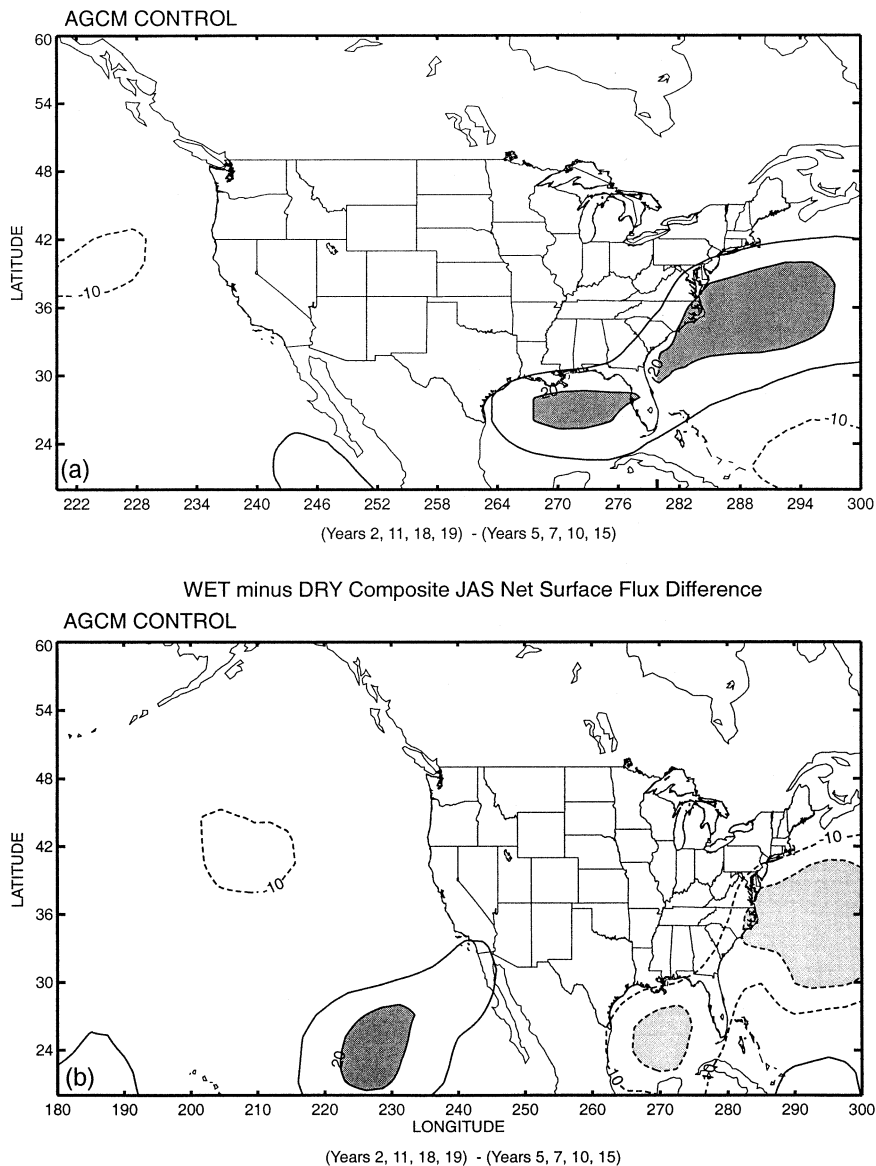 AGCM CONTROL
60
54
48
42
36
30
24
LATITUDE
-10
20
20
-10
(a)
222 228 234 240 246 252 258 264 270 276 282 288 294 300
(Years 2, 11, 18, 19) - (Years 5, 7, 10, 15)
WET minus DRY Composite JAS Net Surface Flux Difference
AGCM CONTROL
60
54
48
42
36
30
24
LATITUDE
-10
-10
20
-10
(b)
180 190 200 210 220 230 240 250 260 270 280 290 300
LONGITUDE
(Years 2, 11, 18, 19) - (Years 5, 7, 10, 15)